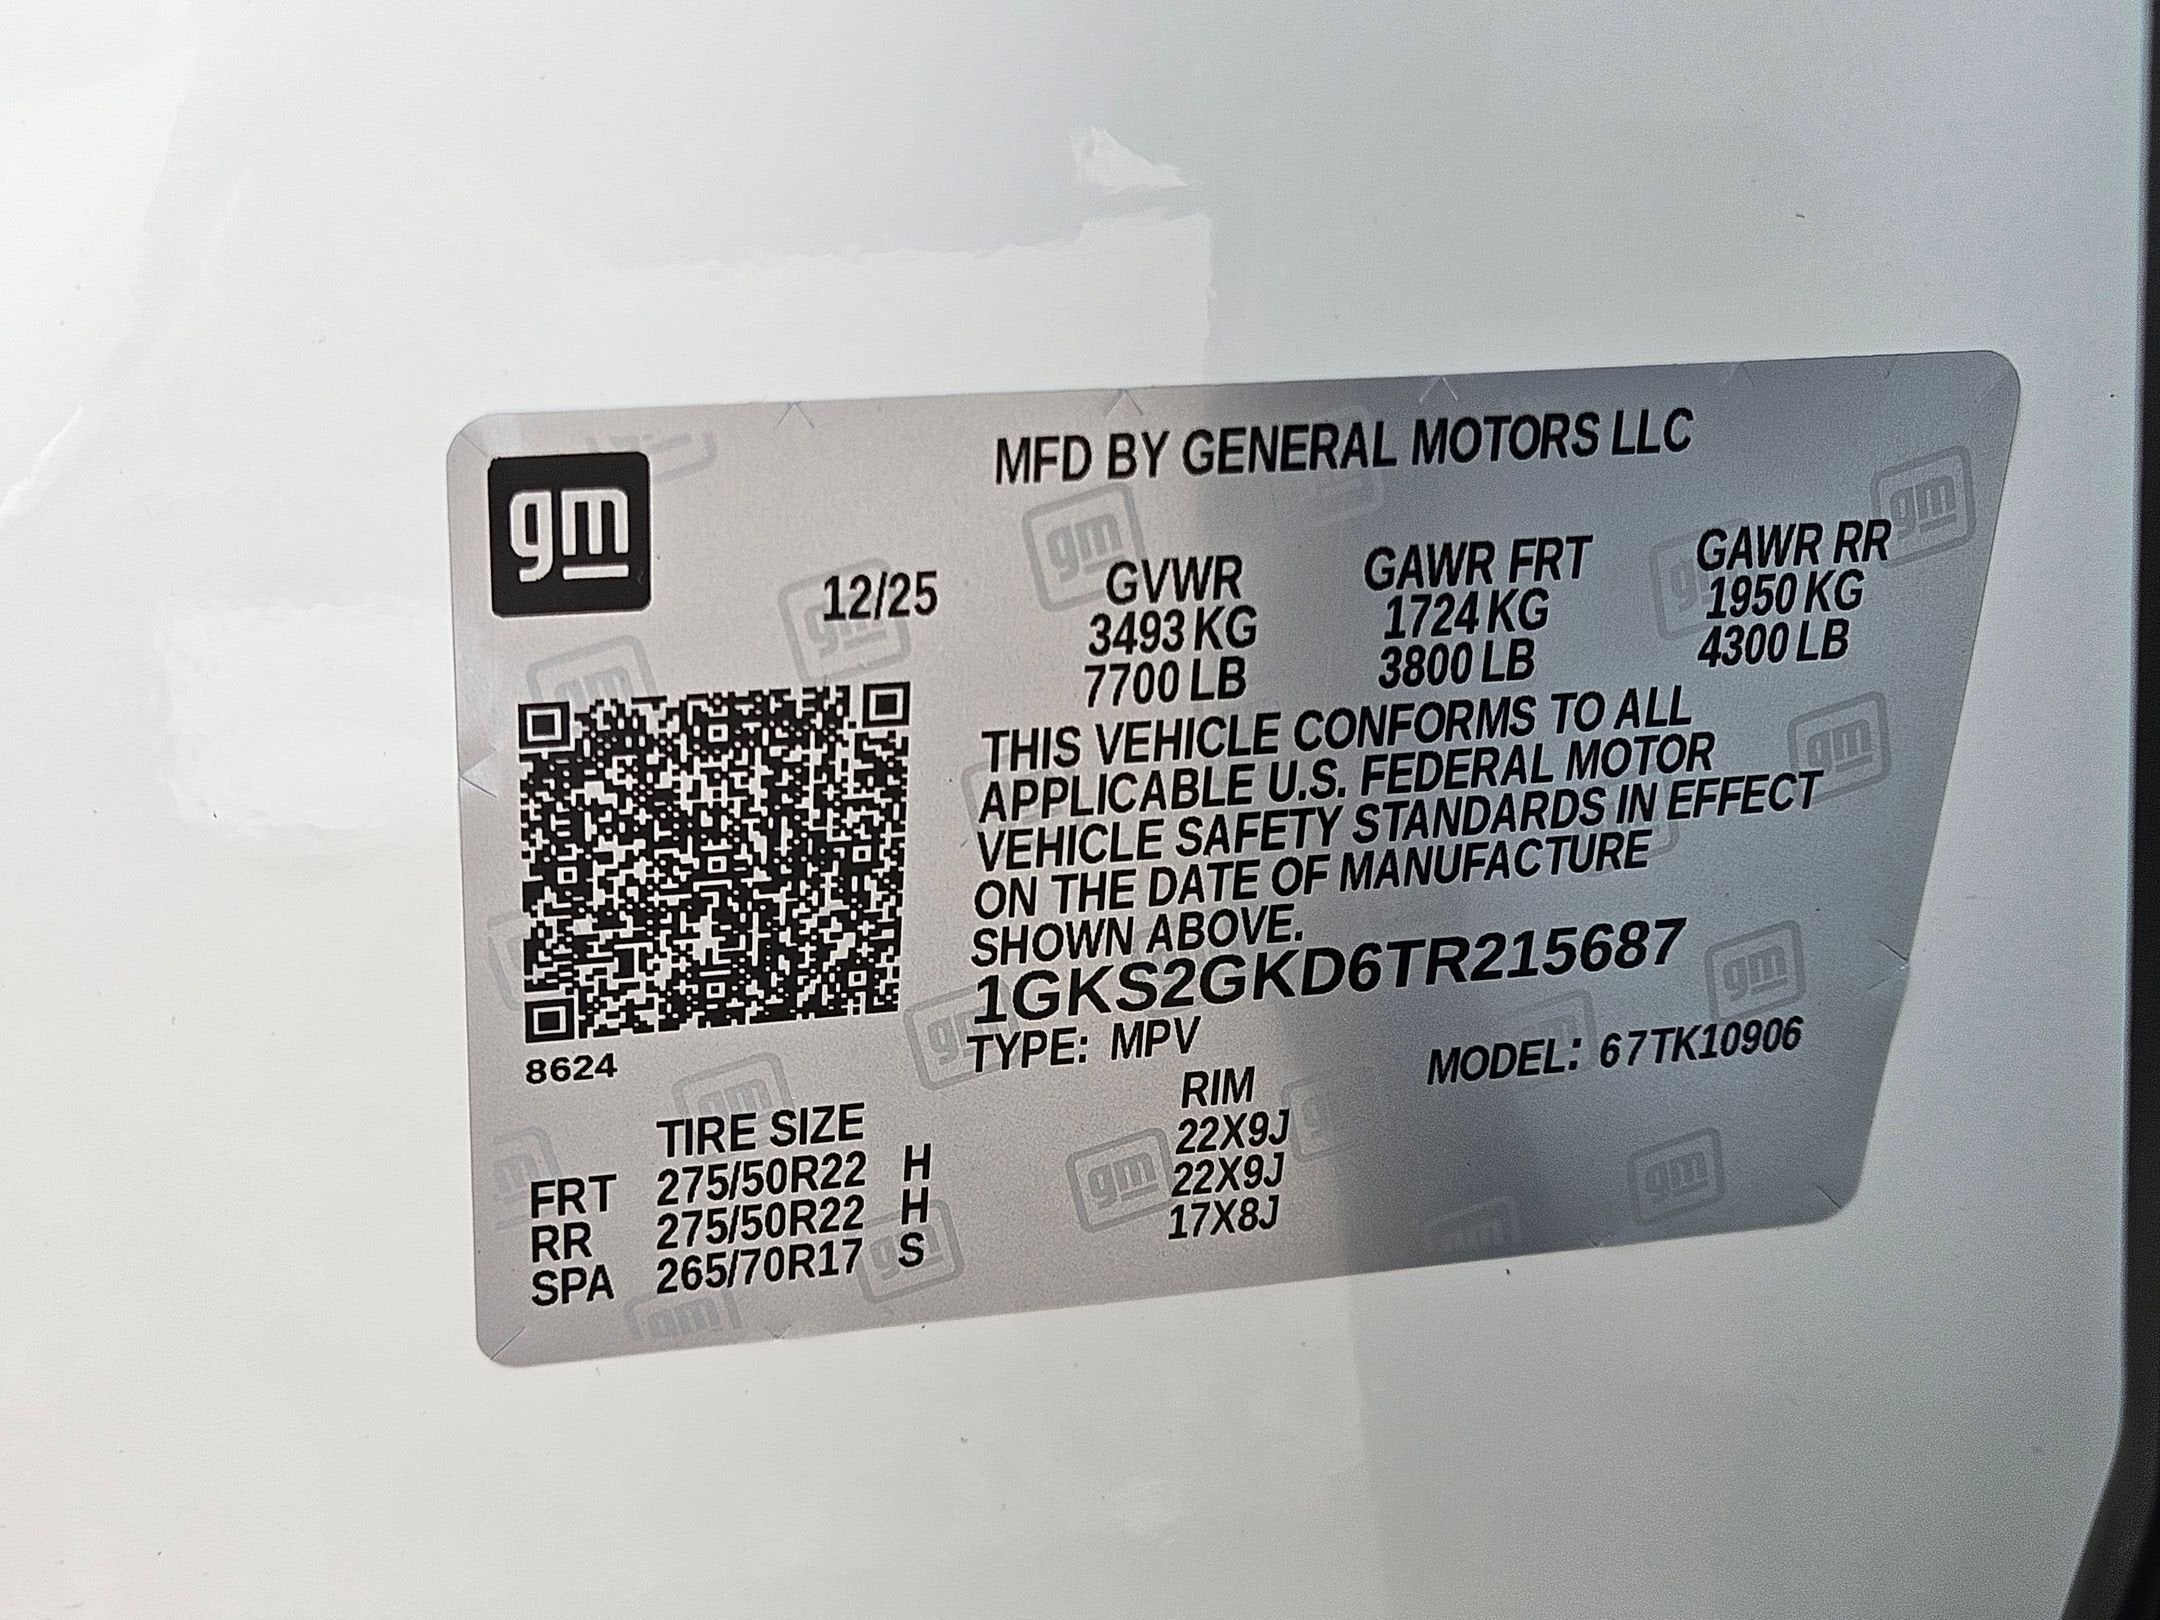 gm
MFD BY GENERAL MOTORS LLC
12/25
GVWR GAWR FRT GAWR RR
3493 KG 1724 KG 1950 KG
7700 LB 3800 LB 4300 LB
THIS VEHICLE CONFORMS TO ALL
APPLICABLE U.S. FEDERAL MOTOR
VEHICLE SAFETY STANDARDS IN EFFECT
ON THE DATE OF MANUFACTURE
SHOWN ABOVE.
1GKS2GKD6TR215687
TYPE: MPV MODEL: 67TK10906
8624
TIRE SIZE RIM
FRT 275/50R22 H 22X9J
RR 275/50R22 H 22X9J
SPA 265/70R17 S 17X8J